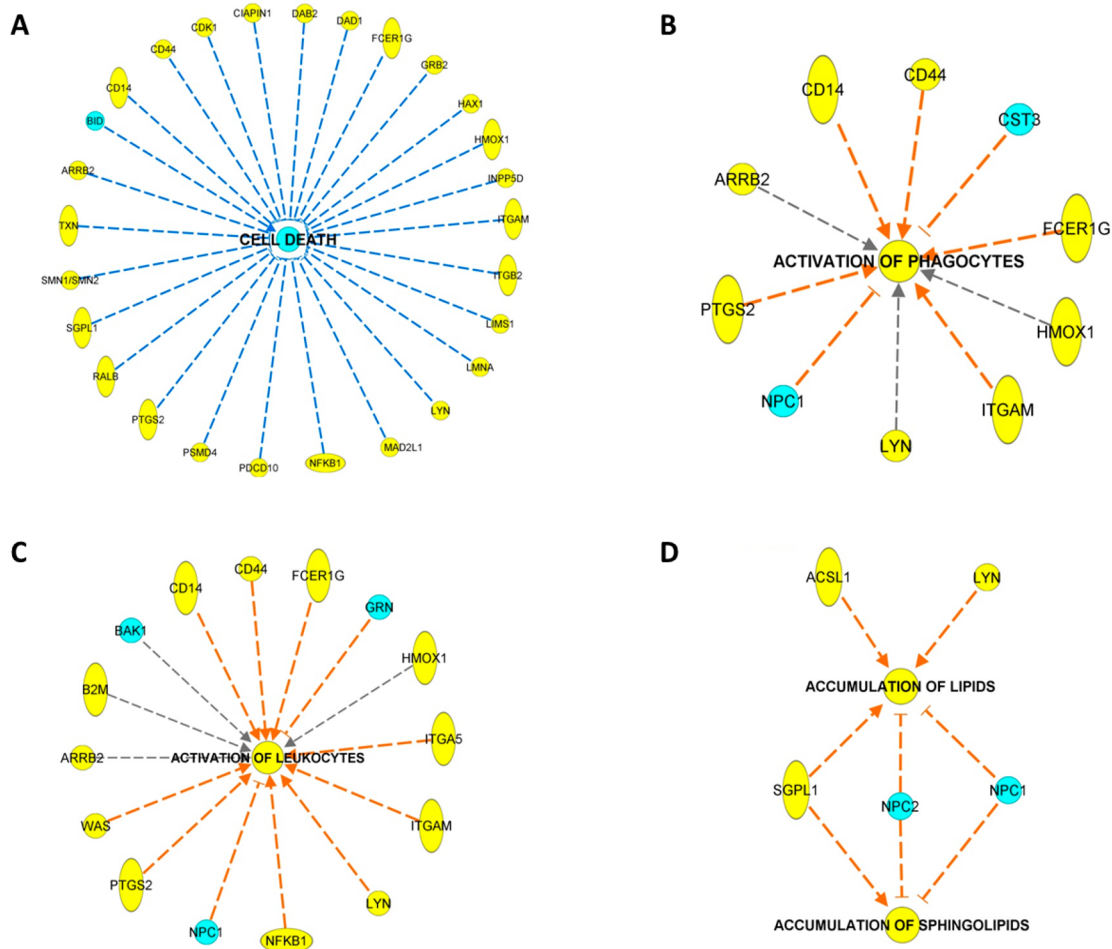 A
CIAPIN1
DAB2
DAD1
CDK1
FCER1G
CD44
GRB2
CD14
HAX1
BID
HMOX1
ARRB2
INPP5D
TXN
ITGAM
CELL DEATH
SMN1/SMN2
ITGB2
SGPL1
LIMS1
RALB
LMNA
PTGS2
LYN
PSMD4
MAD2L1
PDCD10
NFKB1
B
CD14
CD44
CST3
ARRB2
FCER1G
ACTIVATION OF PHAGOCYTES
PTGS2
HMOX1
NPC1
ITGAM
LYN
C
CD44
FCER1G
CD14
GRN
BAK1
HMOX1
B2M
ITGA5
ARRB2
ACTIVATION OF LEUKOCYTES
WAS
ITGAM
PTGS2
LYN
NPC1
NFKB1
D
ACSL1
LYN
ACCUMULATION OF LIPIDS
SGPL1
NPC2
NPC1
ACCUMULATION OF SPHINGOLIPIDS